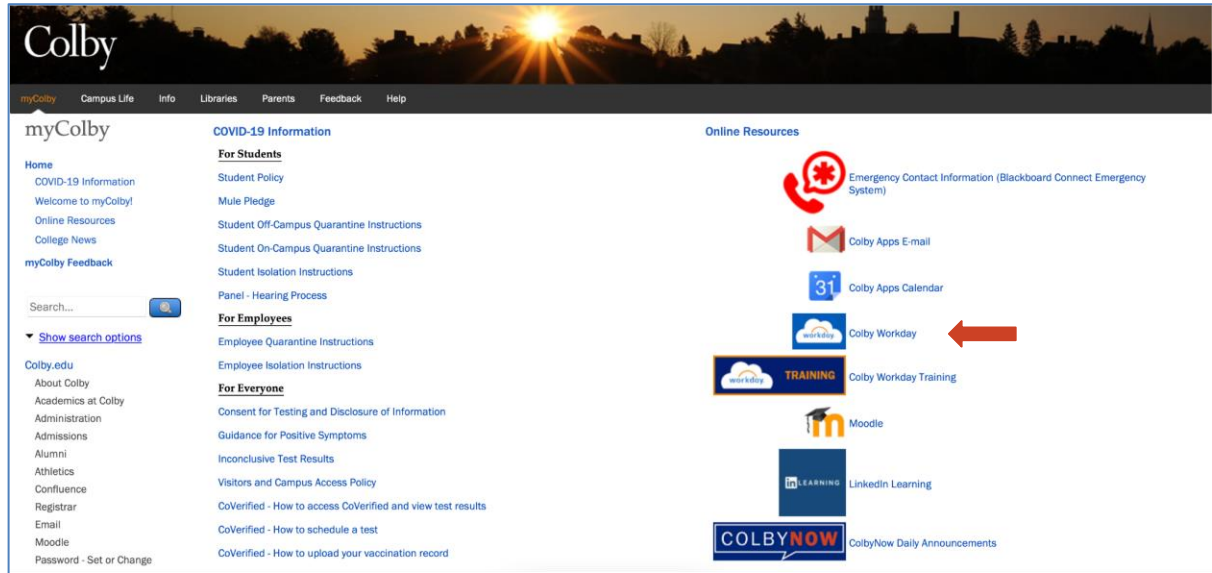 Colby
myColby Campus Life Info Libraries Parents Feedback Help
myColby
Home
COVID-19 Information
Welcome to myColby!
Online Resources
College News
myColby Feedback
Search...
Show search options
Colby.edu
About Colby
Academics at Colby
Administration
Admissions
Alumni
Athletics
Confluence
Registrar
Email
Moodle
Password - Set or Change
COVID-19 Information
For Students
Student Policy
Mule Pledge
Student Off-Campus Quarantine Instructions
Student On-Campus Quarantine Instructions
Student Isolation Instructions
Panel - Hearing Process
For Employees
Employee Quarantine Instructions
Employee Isolation Instructions
For Everyone
Consent for Testing and Disclosure of Information
Guidance for Positive Symptoms
Inconclusive Test Results
Visitors and Campus Access Policy
CoVerified - How to access CoVerified and view test results
CoVerified - How to schedule a test
CoVerified - How to upload your vaccination record
Online Resources
Emergency Contact Information (Blackboard Connect Emergency
System)
Colby Apps E-mail
31 Colby Apps Calendar
workday Colby Workday
workday TRAINING Colby Workday Training
m Moodle
in LEARNING LinkedIn Learning
COLBYNOW ColbyNow Daily Announcements